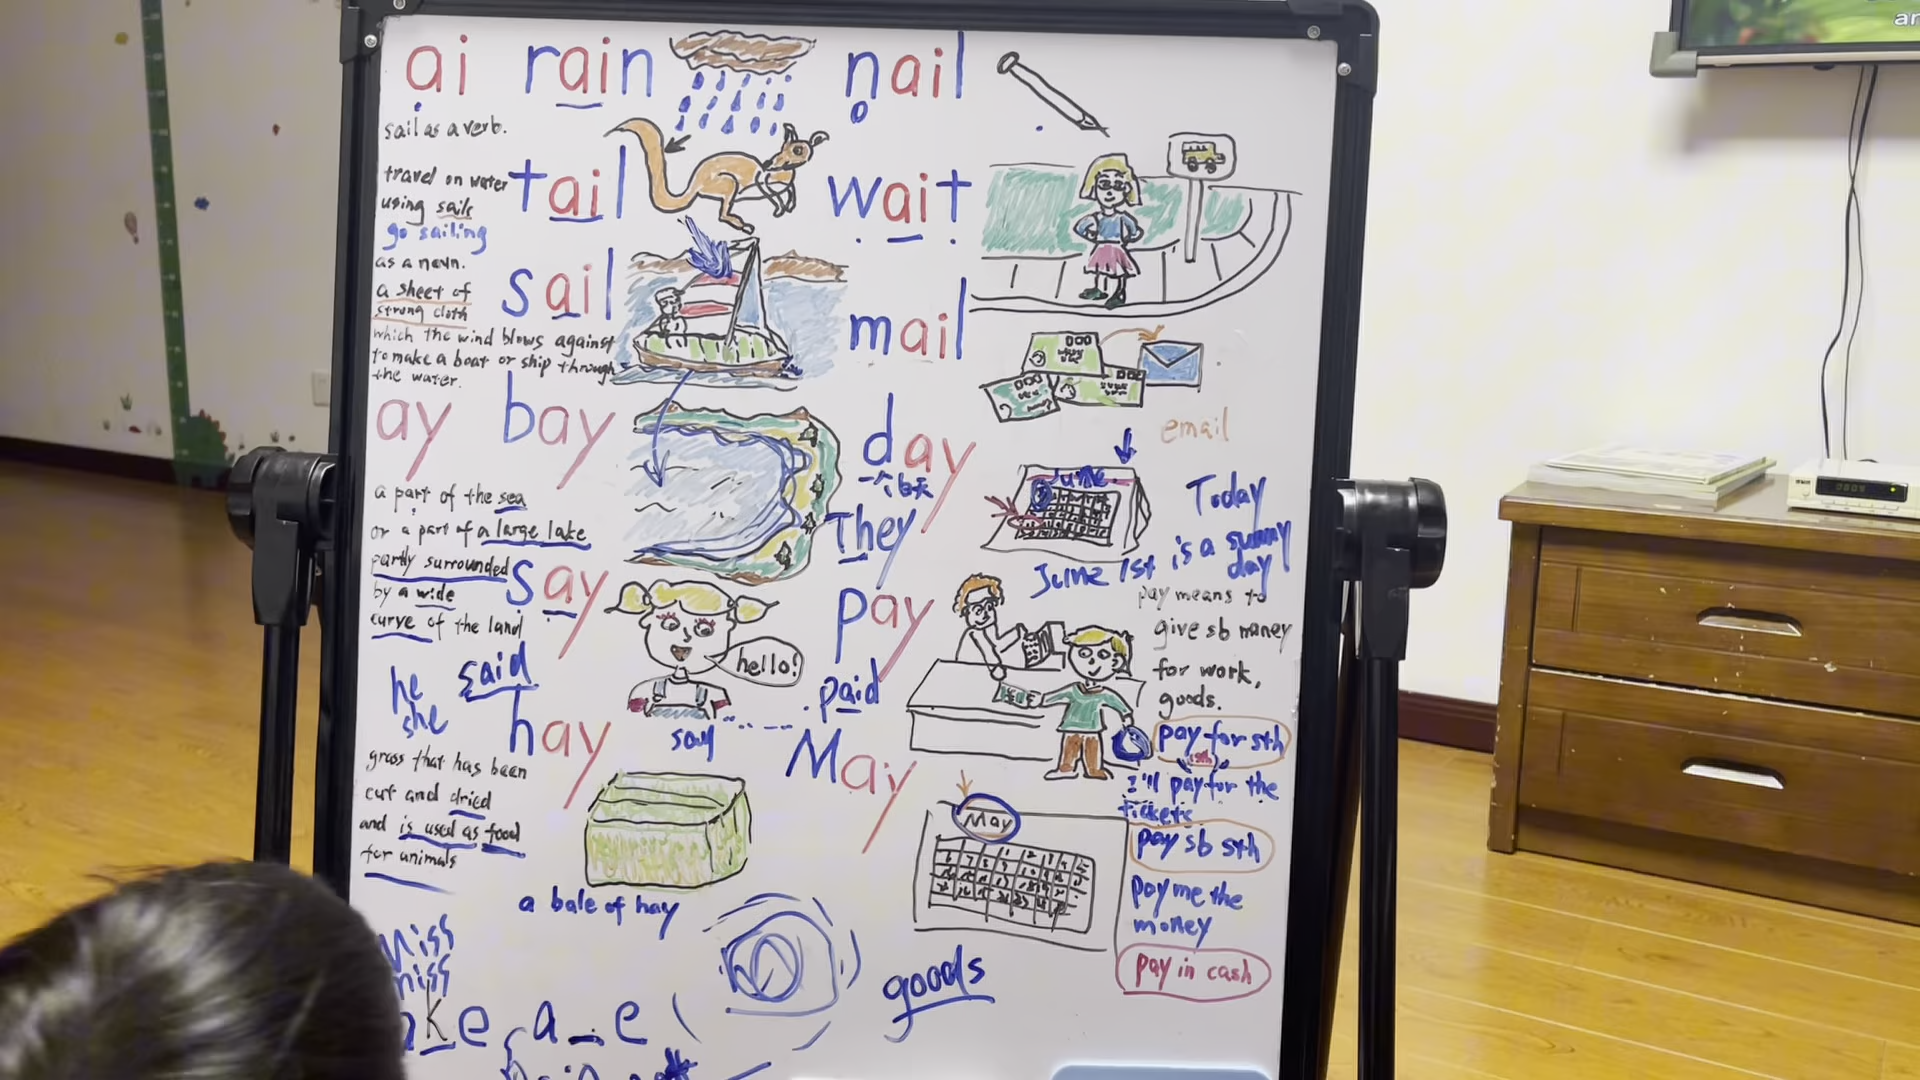 ai rain nail
sail as a verb.
travel on water
using sails
go sailing
as a noun.
a sheet of
strong cloth
which the wind blows against
to make a boat or ship through
the water.
tail wait
sail mail
email
ay bay day
一个白天
They
June
Today
is a sunny
day
June 1st
a part of the sea
or a part of a large lake
partly surrounded
by a wide
curve of the land
say pay
hello!
pay means to
give sb money
for work,
goods.
he said
she
paid
say
hay May
grass that has been
cut and dried
and is used as food
for animals
a bale of hay
May
pay for sth
I'll pay for the
tickets
pay sb sth
pay me the
money
pay in cash
goods
Miss
miss
ke a_e